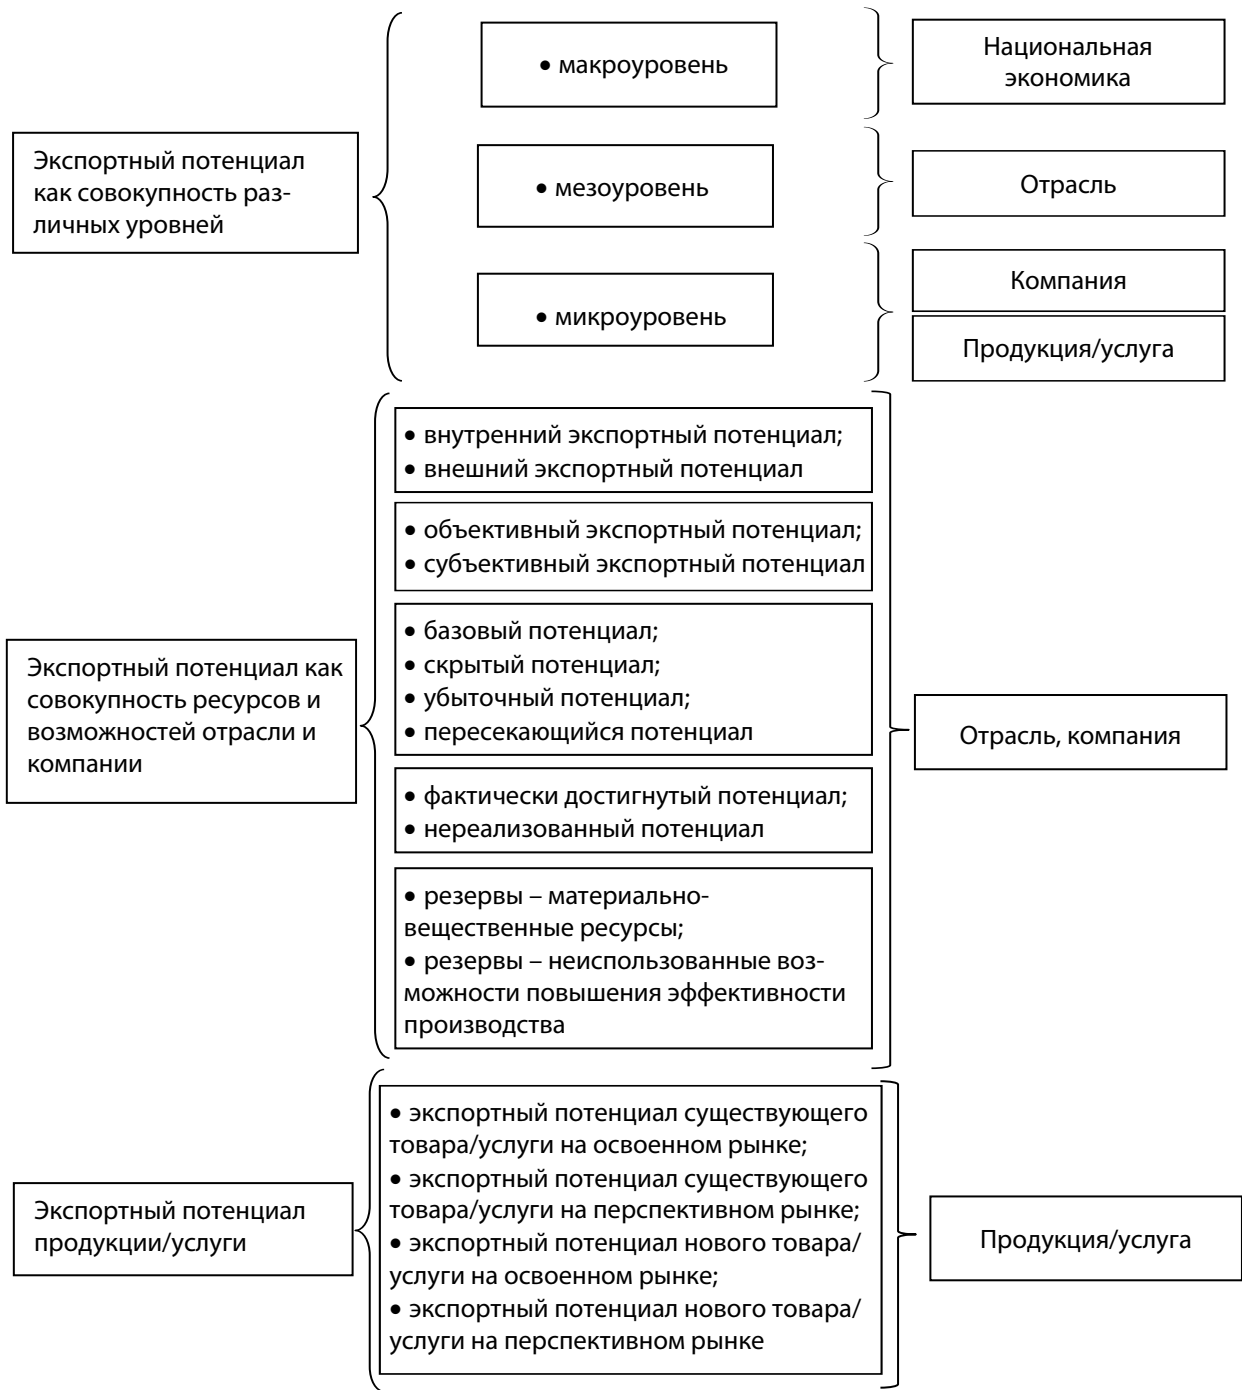 Экспортный потенциал
как совокупность раз-
личных уровней
• макроуровень
Национальная
экономика
• мезоуровень
Отрасль
• микроуровень
Компания
Продукция/услуга
Экспортный потенциал как
совокупность ресурсов и
возможностей отрасли и
компании
• внутренний экспортный потенциал;
• внешний экспортный потенциал
• объективный экспортный потенциал;
• субъективный экспортный потенциал
• базовый потенциал;
• скрытый потенциал;
• убыточный потенциал;
• пересекающийся потенциал
• фактически достигнутый потенциал;
• нереализованный потенциал
• резервы – материально-
вещественные ресурсы;
• резервы – неиспользованные воз-
можности повышения эффективности
производства
Отрасль, компания
Экспортный потенциал
продукции/услуги
• экспортный потенциал существующего
товара/услуги на освоенном рынке;
• экспортный потенциал существующего
товара/услуги на перспективном рынке;
• экспортный потенциал нового товара/
услуги на освоенном рынке;
• экспортный потенциал нового товара/
услуги на перспективном рынке
Продукция/услуга